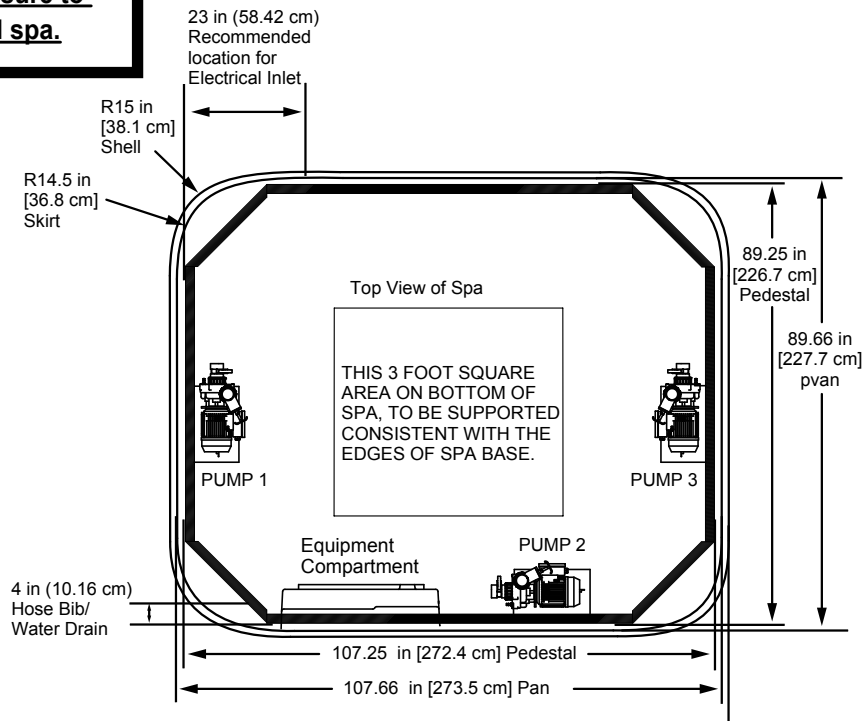 l spa.
23 in (58.42 cm)
Recommended
location for
Electrical Inlet
R15 in
[38.1 cm]
Shell
R14.5 in
[36.8 cm]
Skirt
Top View of Spa
89.25 in
[226.7 cm]
Pedestal
89.66 in
[227.7 cm]
pvan
THIS 3 FOOT SQUARE
AREA ON BOTTOM OF
SPA, TO BE SUPPORTED
CONSISTENT WITH THE
EDGES OF SPA BASE.
PUMP 1
PUMP 3
Equipment
Compartment
PUMP 2
4 in (10.16 cm)
Hose Bib/
Water Drain
107.25 in [272.4 cm] Pedestal
107.66 in [273.5 cm] Pan